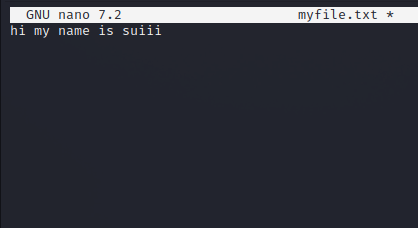 GNU nano 7.2 myfile.txt *
hi my name is suiii